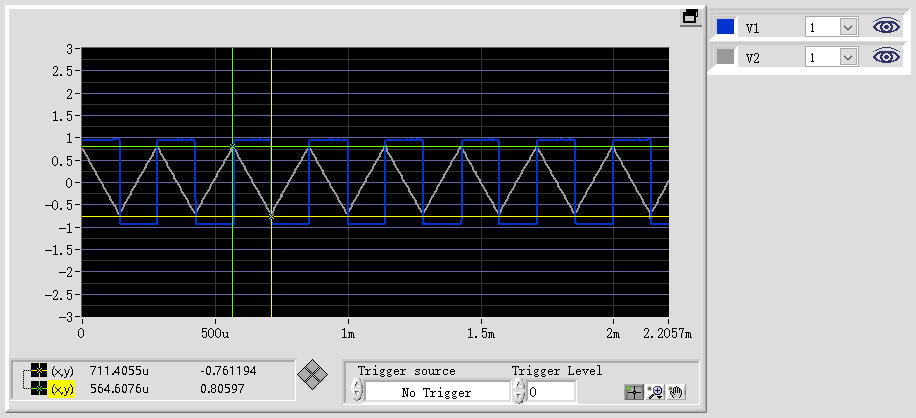 V1 1
V2 1
3
2.5
2
1.5
1
0.5
0
-0.5
-1
-1.5
-2
-2.5
-3
0 500u 1m 1.5m 2m 2.2057m
(x,y) 711.4055u -0.761194
(x,y) 564.6076u 0.80597
Trigger source Trigger Level
No Trigger 0